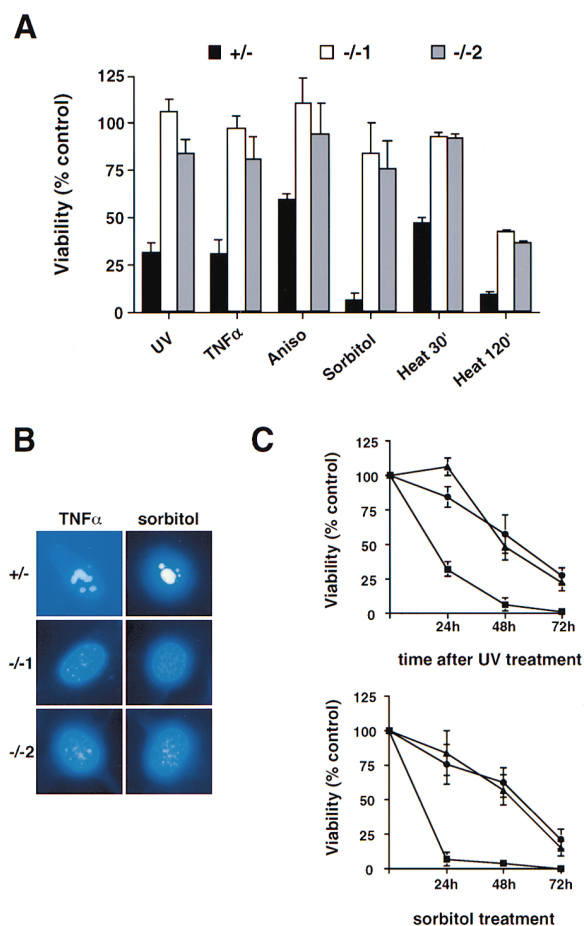 A
+/- -/-1 -/-2
Viability (% control)
125
100
75
50
25
0
UV TNFα Aniso Sorbitol Heat 30' Heat 120'
B
TNFα sorbitol
+/-
-/-1
-/-2
C
Viability (% control)
125
100
75
50
25
0
24h 48h 72h
time after UV treatment
Viability (% control)
125
100
75
50
25
0
24h 48h 72h
sorbitol treatment